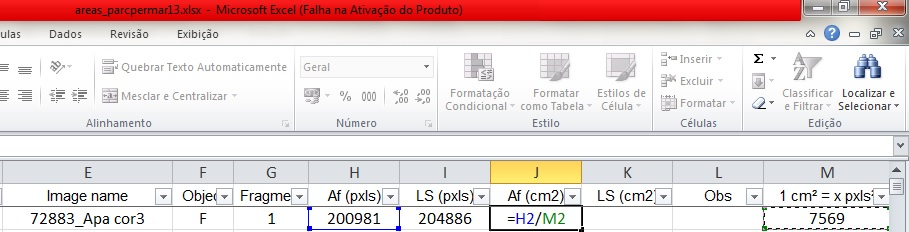 areas_parcpermar13.xlsx - Microsoft Excel (Falha na Ativação do Produto)
ulas Dados Revisão Exibição
Quebrar Texto Automaticamente
Mesclar e Centralizar
Alinhamento
Geral
% 000 ,00 ,0
Número
Formatação Condicional
Formatar como Tabela
Estilos de Célula
Estilo
Inserir
Excluir
Formatar
Células
Σ
Classificar e Filtrar
Localizar e Selecionar
Edição
E F G H I J K L M
Image name Objec Fragme Af (pxls) LS (pxls) Af (cm2) LS (cm2) Obs 1 cm² = x pxls²
72883_Apa cor3 F 1 200981 204886 =H2/M2 7569